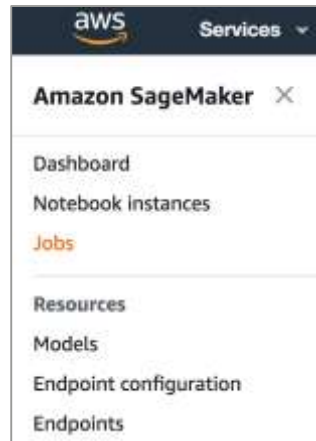 aws Services
Amazon SageMaker
Dashboard
Notebook instances
Jobs
Resources
Models
Endpoint configuration
Endpoints